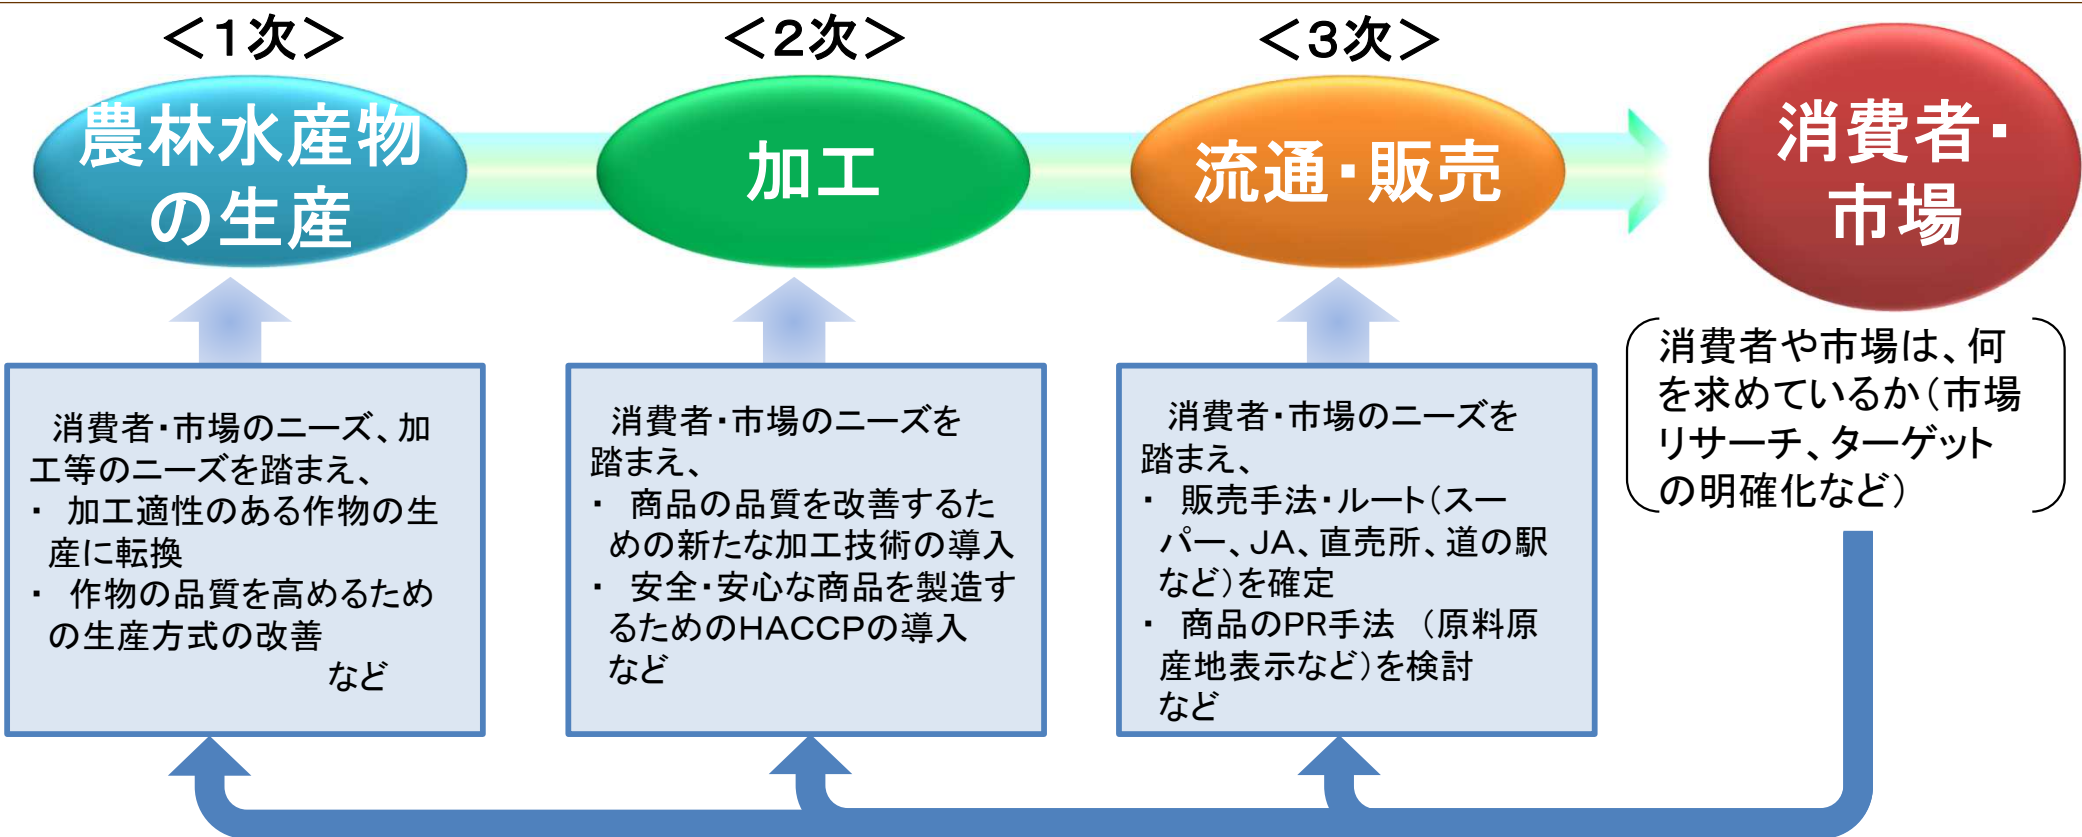 ＜１次＞
農林水産物
の生産
＜２次＞
加工
＜３次＞
流通・販売
消費者・
市場
消費者・市場のニーズ、加
工等のニーズを踏まえ、
・ 加工適性のある作物の生
産に転換
・ 作物の品質を高めるため
の生産方式の改善
など
消費者・市場のニーズを
踏まえ、
・ 商品の品質を改善するた
めの新たな加工技術の導入
・ 安全・安心な商品を製造す
るためのHACCPの導入
など
消費者・市場のニーズを
踏まえ、
・ 販売手法・ルート（スー
パー、JA、直売所、道の駅
など）を確定
・ 商品のPR手法 （原料原
産地表示など）を検討
など
消費者や市場は、何
を求めているか（市場
リサーチ、ターゲット
の明確化など）